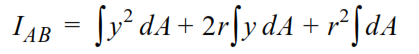 I_{AB} = ∫y² dA + 2r∫y dA + r²∫dA